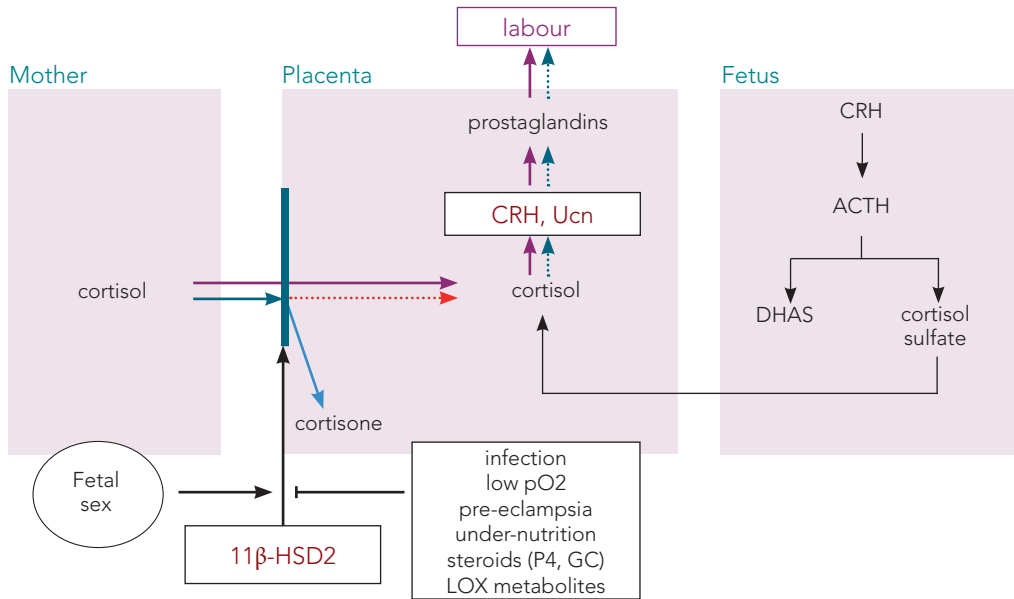 labour
Mother
Placenta
Fetus
prostaglandins
CRH
CRH, Ucn
ACTH
cortisol
cortisol
DHAS
cortisol
sulfate
cortisone
Fetal
sex
infection
low pO2
pre-eclampsia
under-nutrition
steroids (P4, GC)
LOX metabolites
11β-HSD2